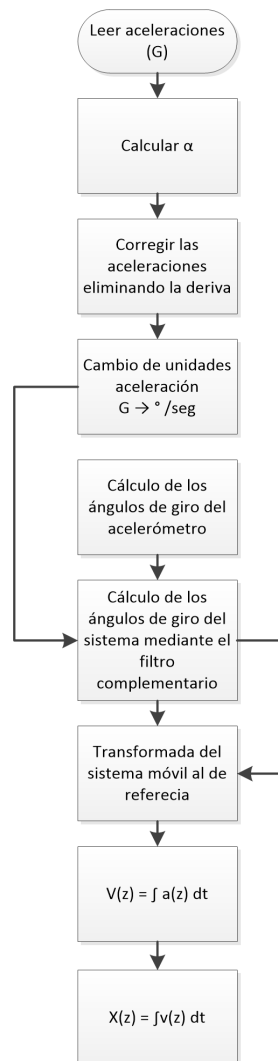 Leer aceleraciones
(G)
Calcular α
Corregir las
aceleraciones
eliminando la deriva
Cambio de unidades
aceleración
G → ° /seg
Cálculo de los
ángulos de giro del
acelerómetro
Cálculo de los
ángulos de giro del
sistema mediante el
filtro
complementario
Transformada del
sistema móvil al de
referecia
V(z) = ∫ a(z) dt
X(z) = ∫v(z) dt